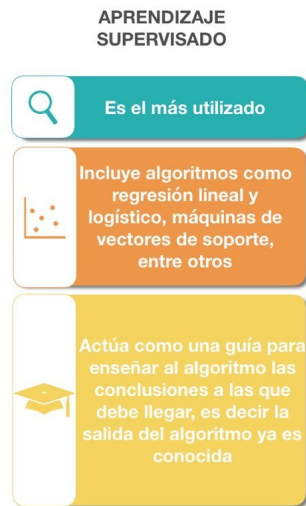 APRENDIZAJE
SUPERVISADO
Es el más utilizado
Incluye algoritmos como
regresión lineal y
logístico, máquinas de
vectores de soporte,
entre otros
Actúa como una guía para
enseñar al algoritmo las
conclusiones a las que
debe llegar, es decir la
salida del algoritmo ya es
conocida